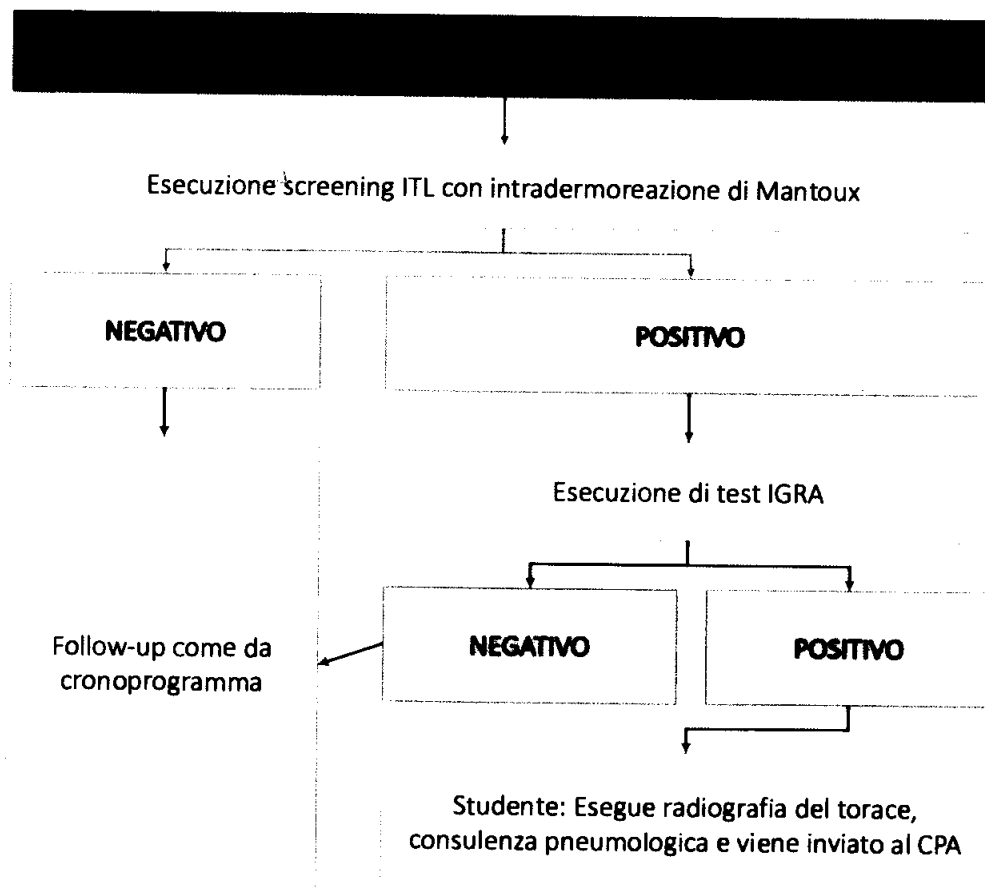 Esecuzione screening ITL con intradermoreazione di Mantoux
NEGATIVO
POSITIVO
Esecuzione di test IGRA
Follow-up come da
cronoprogramma
NEGATIVO
POSITIVO
Studente: Esegue radiografia del torace,
consulenza pneumologica e viene inviato al CPA